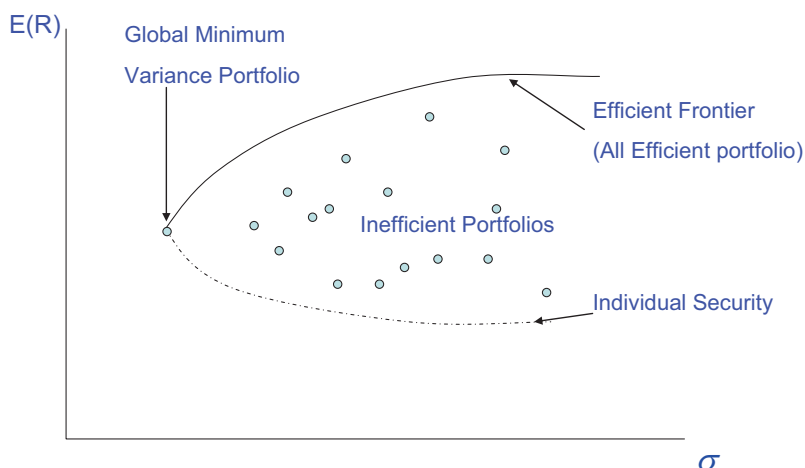 E(R)
Global Minimum
Variance Portfolio
Efficient Frontier
(All Efficient portfolio)
Inefficient Portfolios
Individual Security
σ